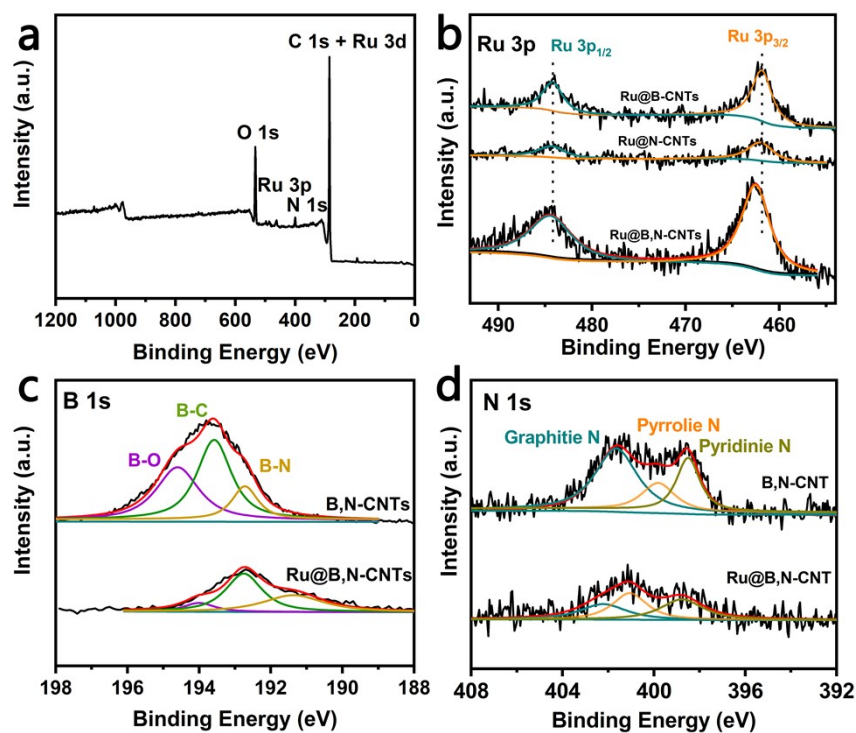 a
C 1s + Ru 3d
O 1s
Ru 3p
N 1s
Intensity (a.u.)
1200 1000 800 600 400 200 0
Binding Energy (eV)
b
Ru 3p
Ru 3p1/2
Ru 3p3/2
Ru@B-CNTs
Ru@N-CNTs
Ru@B,N-CNTs
Intensity (a.u.)
490 480 470 460
Binding Energy (eV)
c
B 1s
B-C
B-O
B-N
B,N-CNTs
Ru@B,N-CNTs
Intensity (a.u.)
198 196 194 192 190 188
Binding Energy (eV)
d
N 1s
Graphitie N
Pyrrolie N
Pyridinie N
B,N-CNT
Ru@B,N-CNT
Intensity (a.u.)
408 404 400 396 392
Binding Energy (eV)